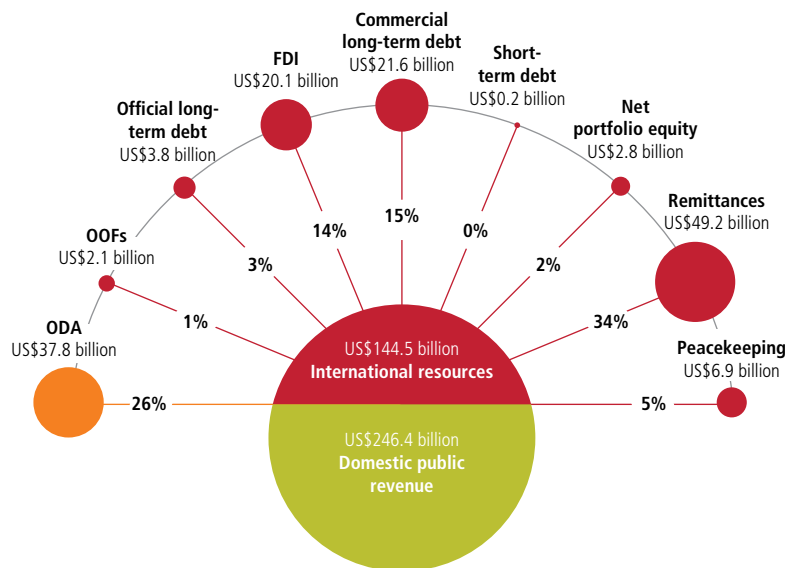 Commercial
long-term debt
US$21.6 billion
FDI
US$20.1 billion
Short-
term debt
US$0.2 billion
Official long-
term debt
US$3.8 billion
Net
portfolio equity
US$2.8 billion
OOFs
US$2.1 billion
Remittances
US$49.2 billion
ODA
US$37.8 billion
Peacekeeping
US$6.9 billion
26%
1%
3%
14%
15%
0%
2%
34%
5%
US$144.5 billion
International resources
US$246.4 billion
Domestic public
revenue